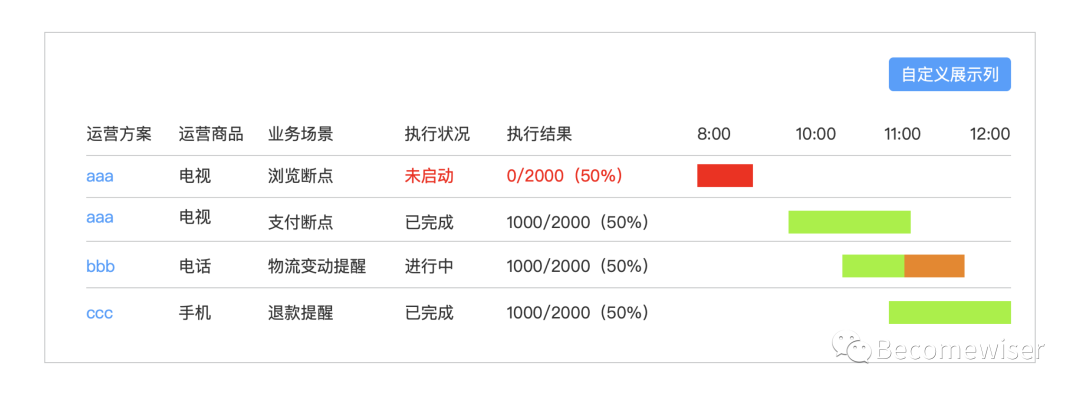 自定义展示列
运营方案 运营商品 业务场景 执行状况 执行结果 8:00 10:00 11:00 12:00
aaa 电视 浏览断点 未启动 0/2000（50%）
aaa 电视 支付断点 已完成 1000/2000（50%）
bbb 电话 物流变动提醒 进行中 1000/2000（50%）
ccc 手机 退款提醒 已完成 1000/2000（50%）
Becomewiser